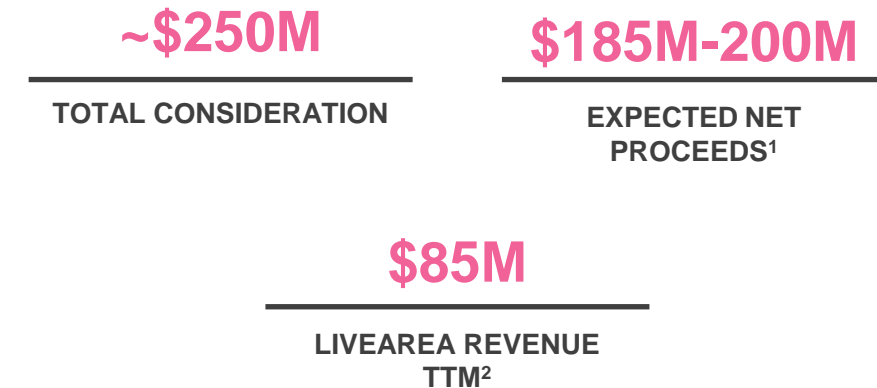 ~$250M
TOTAL CONSIDERATION
$185M-200M
EXPECTED NET
PROCEEDS¹
$85M
LIVEAREA REVENUE
TTM²